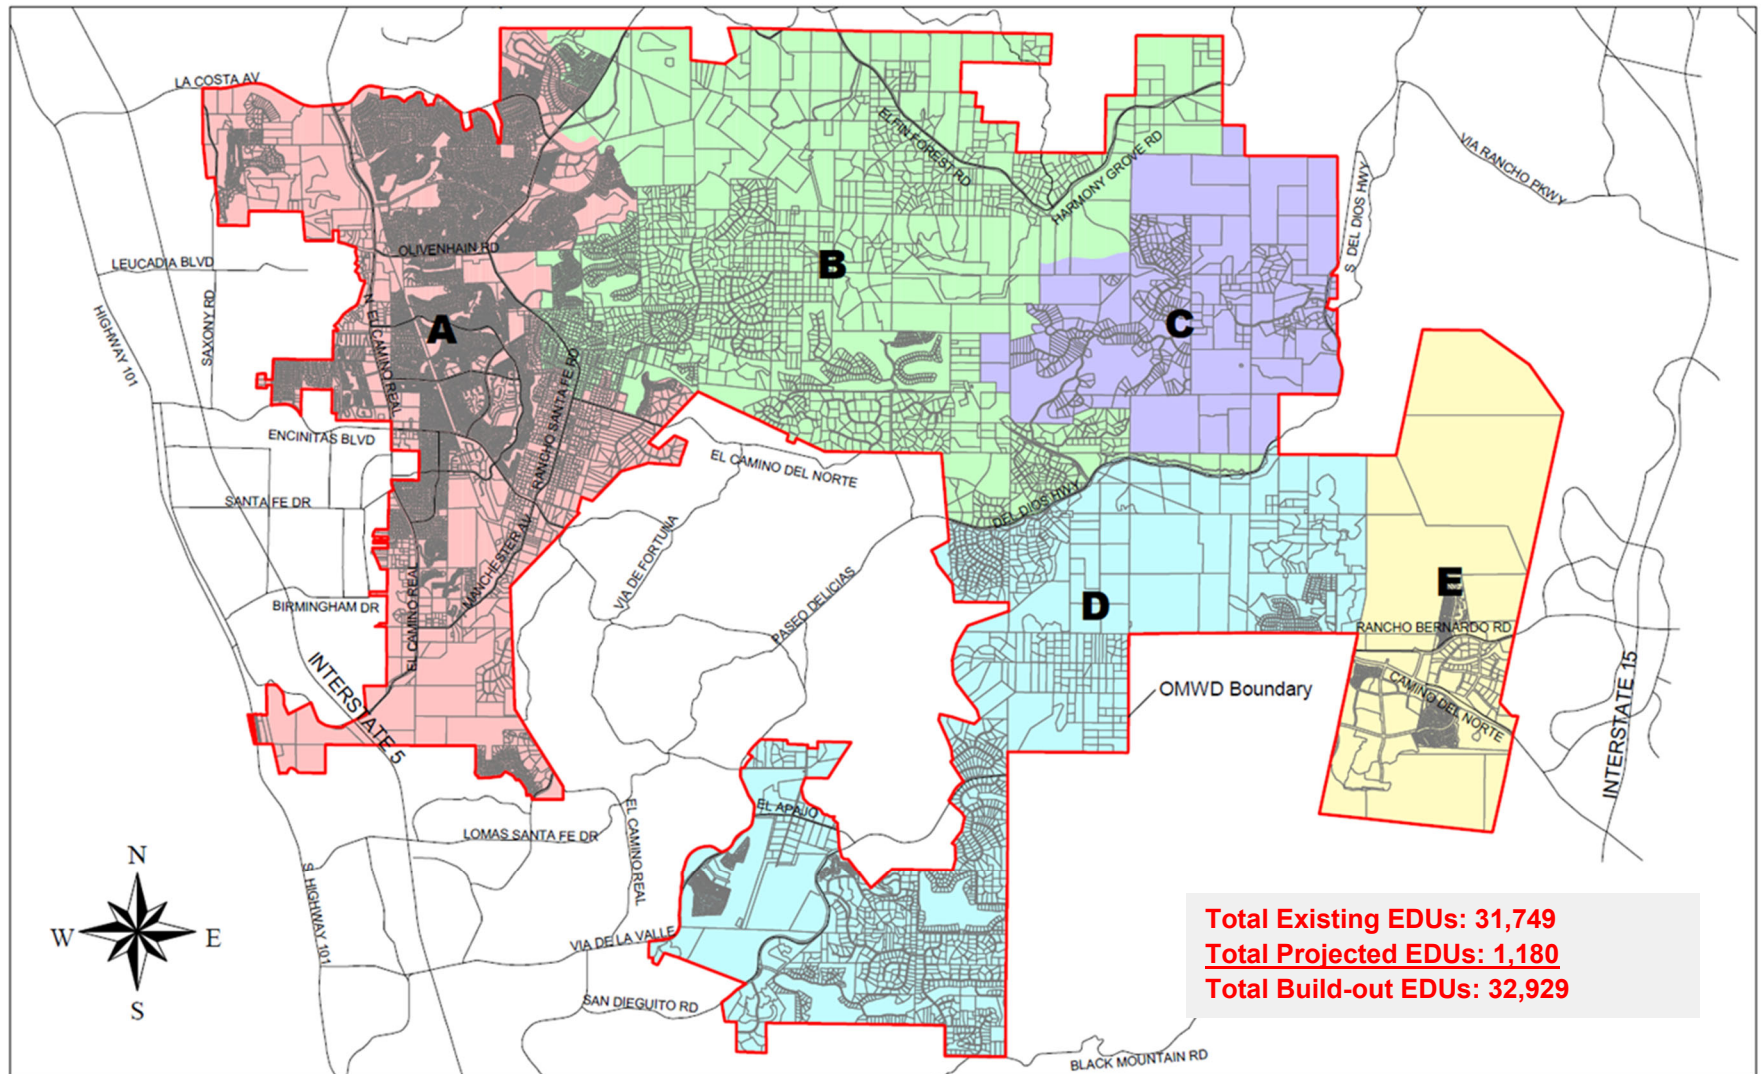 LA COSTA AV
ELFIN FOREST RD
HARMONY GROVE RD
VIA RANCHO PKWY
S DEL DIOS HWY
OLIVENHAIN RD
LEUCADIA BLVD
B
SAXONY RD
HIGHWAY 101
N EL CAMINO REAL
A
C
RANCHO SANTA FE RD
ENCINITAS BLVD
EL CAMINO DEL NORTE
SANTA FE DR
DEL DIOS HWY
MANCHESTER AV
VIA DE FORTUNA
PASEO DELICIAS
EL CAMINO REAL
BIRMINGHAM DR
D
E
RANCHO BERNARDO RD
INTERSTATE 5
OMWD Boundary
CAMINO DEL NORTE
INTERSTATE 15
EL APAJO
LOMAS SANTA FE DR
EL CAMINO REAL
S HIGHWAY 101
N
W
E
S
VIA DE LA VALLE
SAN DIEGUITO RD
BLACK MOUNTAIN RD
Total Existing EDUs: 31,749
Total Projected EDUs: 1,180
Total Build-out EDUs: 32,929